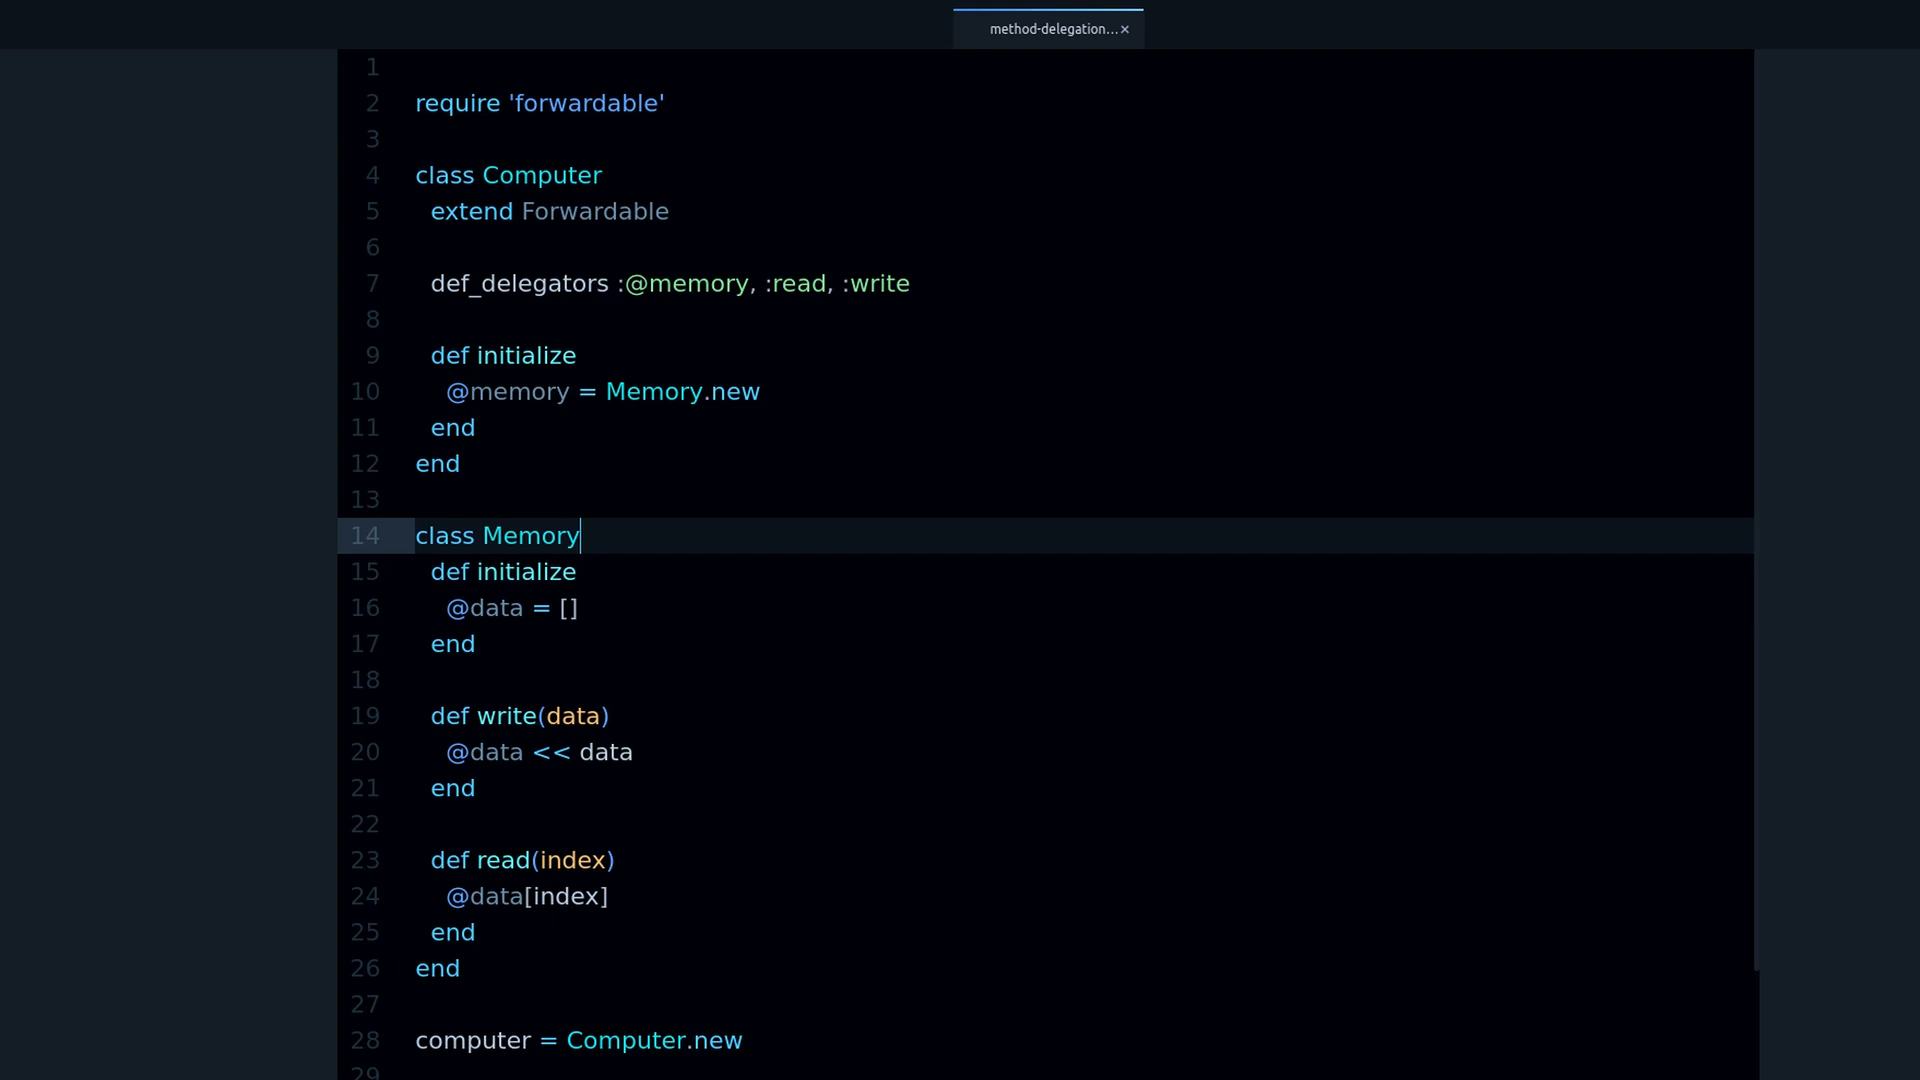 method-delegation...×
1
2 require 'forwardable'
3
4 class Computer
5   extend Forwardable
6
7   def_delegators :@memory, :read, :write
8
9   def initialize
10     @memory = Memory.new
11   end
12 end
13
14 class Memory
15   def initialize
16     @data = []
17   end
18
19   def write(data)
20     @data << data
21   end
22
23   def read(index)
24     @data[index]
25   end
26 end
27
28 computer = Computer.new
29